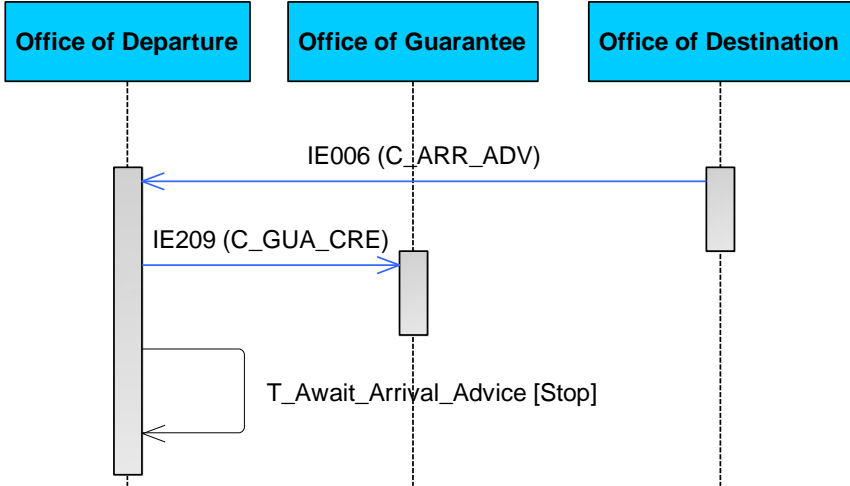 Office of Departure
Office of Guarantee
Office of Destination
IE006 (C_ARR_ADV)
IE209 (C_GUA_CRE)
T_Await_Arrival_Advice [Stop]